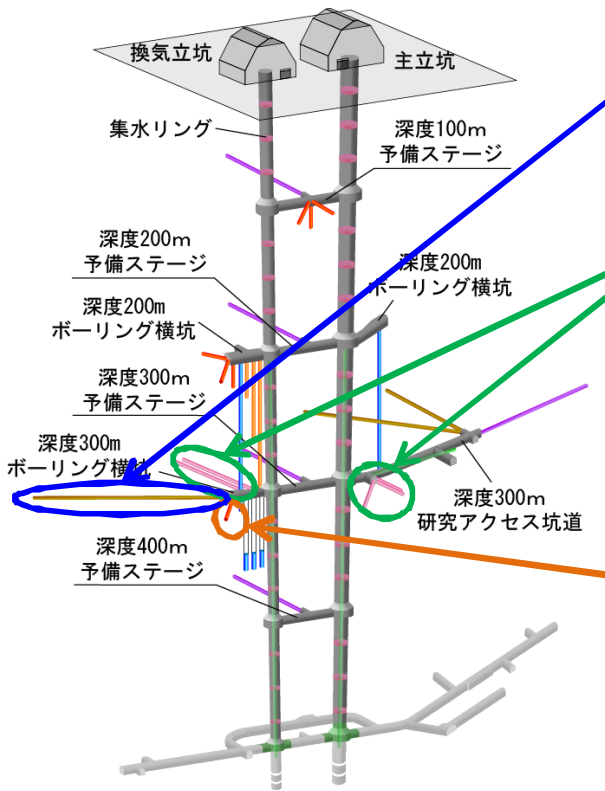 換気立坑
主立坑
集水リング
深度100m
予備ステージ
深度200m
予備ステージ
深度200m
ボーリング横坑
深度200m
ボーリング横坑
深度300m
予備ステージ
深度300m
ボーリング横坑
深度300m
研究アクセス坑道
深度400m
予備ステージ